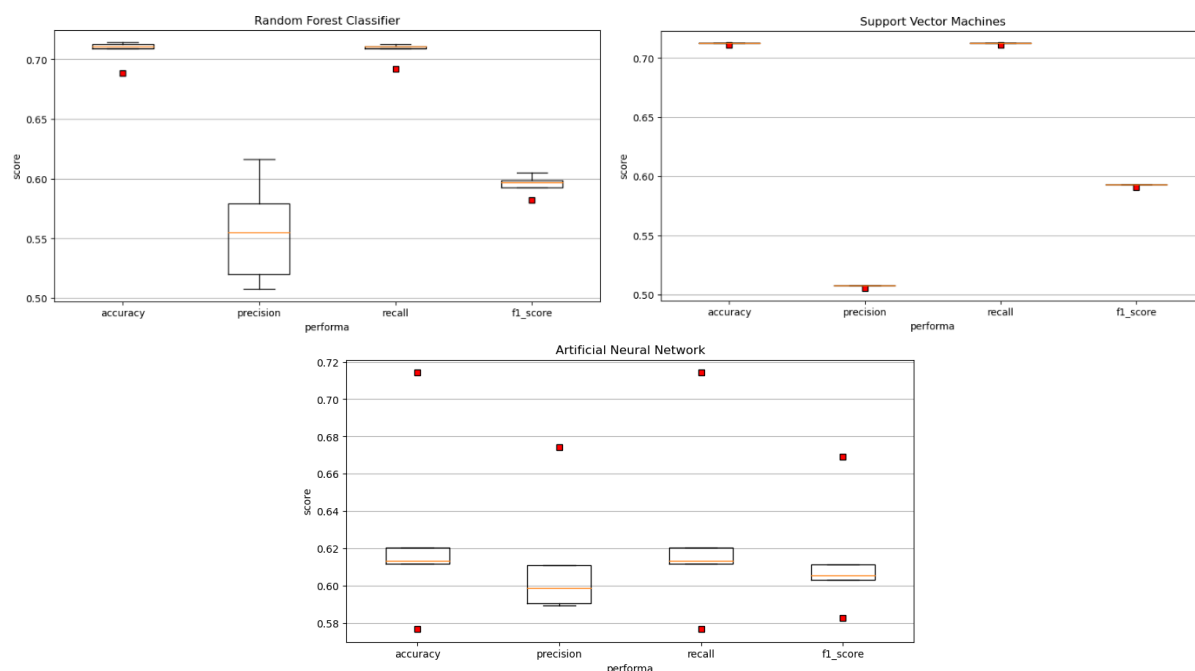 Random Forest Classifier
0.70
0.65
0.60
0.55
0.50
score
accuracy
precision
recall
f1_score
performa
Support Vector Machines
0.70
0.65
0.60
0.55
0.50
score
accuracy
precision
recall
f1_score
performa
Artificial Neural Network
0.72
0.70
0.68
0.66
0.64
0.62
0.60
0.58
score
accuracy
precision
recall
f1_score
performa